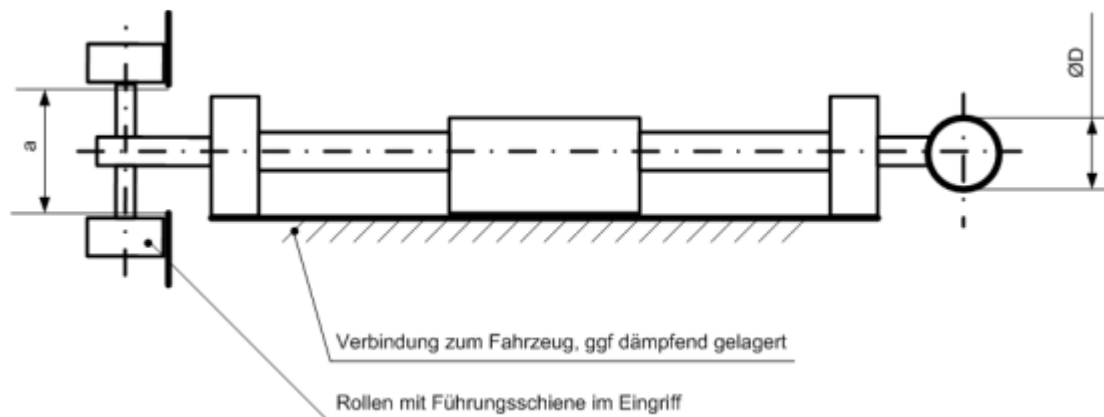 ØD
a
Verbindung zum Fahrzeug, ggf dämpfend gelagert
Rollen mit Führungsschiene im Eingriff